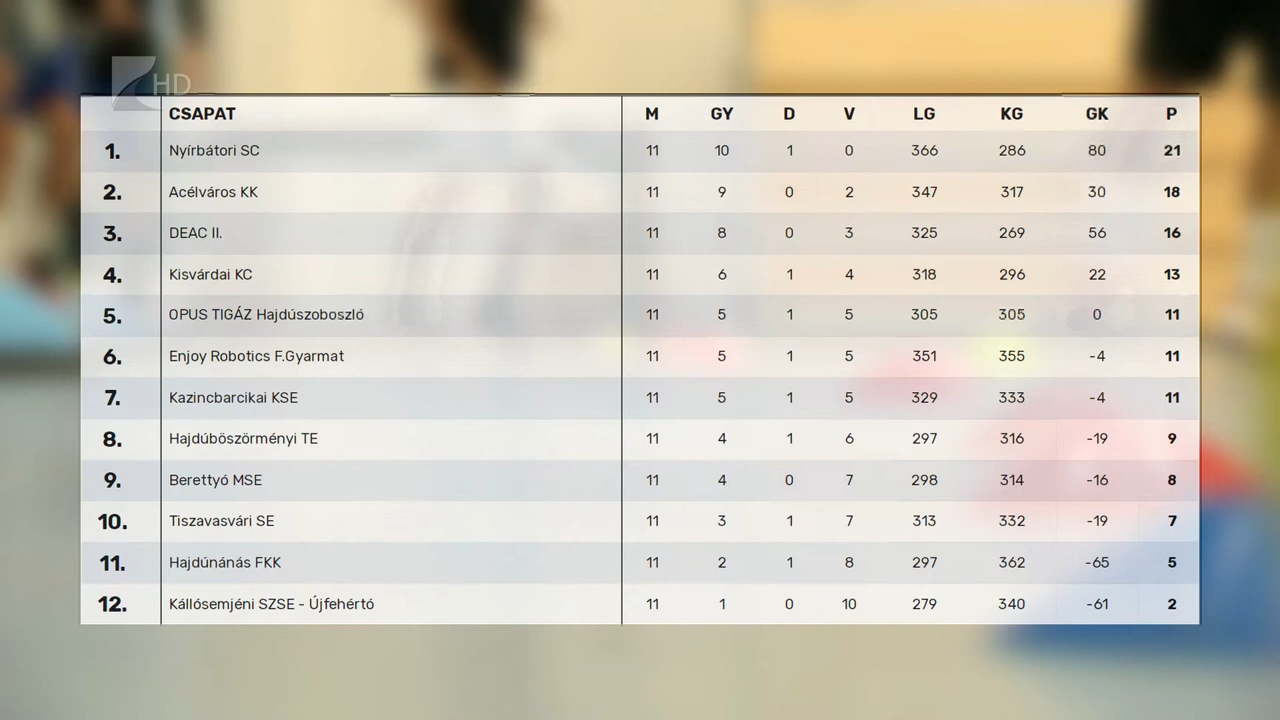 HD
CSAPAT M GY D V LG KG GK P
1. Nyírbátori SC 11 10 1 0 366 286 80 21
2. Acélváros KK 11 9 0 2 347 317 30 18
3. DEAC II. 11 8 0 3 325 269 56 16
4. Kisvárdai KC 11 6 1 4 318 296 22 13
5. OPUS TIGÁZ Hajdúszoboszló 11 5 1 5 305 305 0 11
6. Enjoy Robotics F.Gyarmat 11 5 1 5 351 355 -4 11
7. Kazincbarcikai KSE 11 5 1 5 329 333 -4 11
8. Hajdúböszörményi TE 11 4 1 6 297 316 -19 9
9. Berettyó MSE 11 4 0 7 298 314 -16 8
10. Tiszavasvári SE 11 3 1 7 313 332 -19 7
11. Hajdúnánás FKK 11 2 1 8 297 362 -65 5
12. Kállósemjéni SZSE - Újfehértó 11 1 0 10 279 340 -61 2